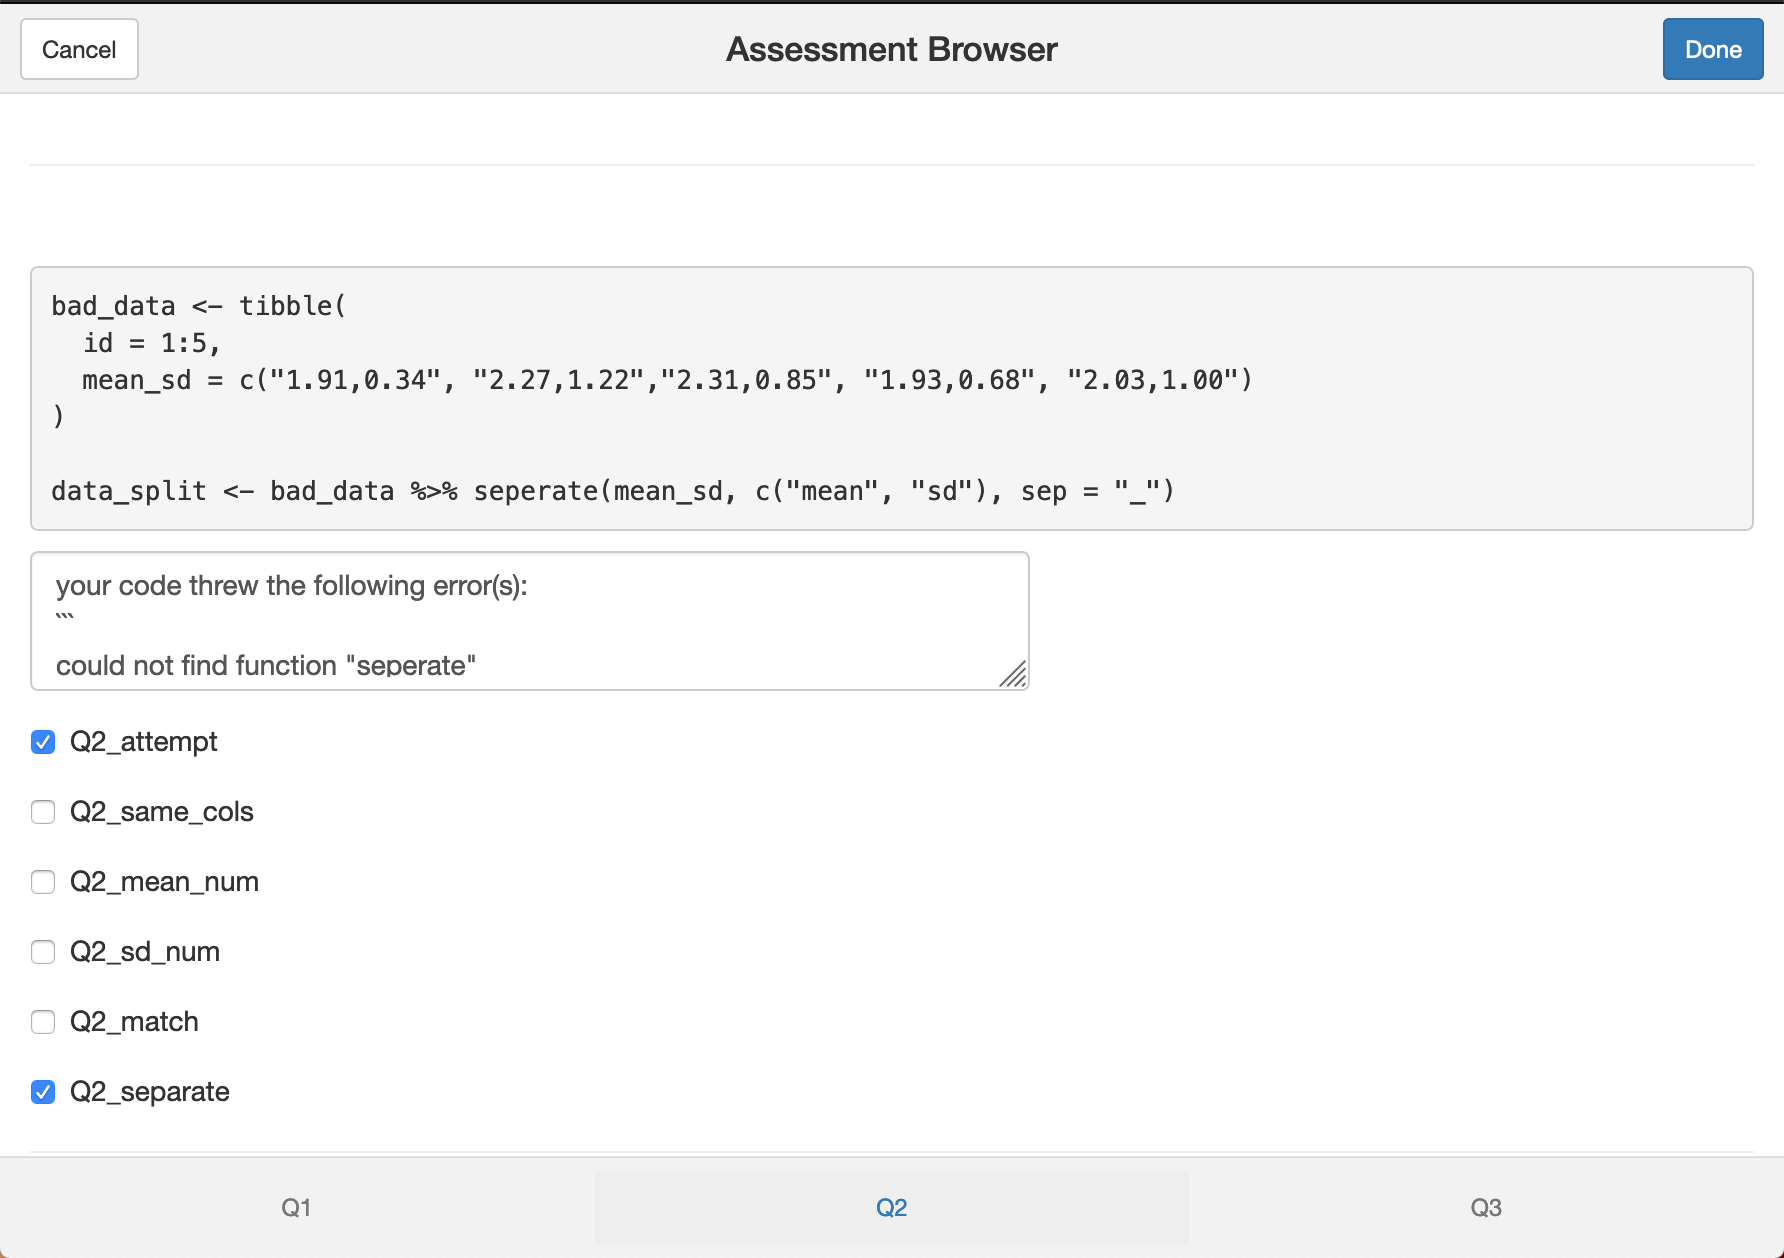 Cancel
Assessment Browser
Done
bad_data <- tibble(
  id = 1:5,
  mean_sd = c("1.91,0.34", "2.27,1.22","2.31,0.85", "1.93,0.68", "2.03,1.00")
)
data_split <- bad_data %>% seperate(mean_sd, c("mean", "sd"), sep = "_")
your code threw the following error(s):
```
could not find function "seperate"
Q2_attempt
Q2_same_cols
Q2_mean_num
Q2_sd_num
Q2_match
Q2_separate
Q1
Q2
Q3